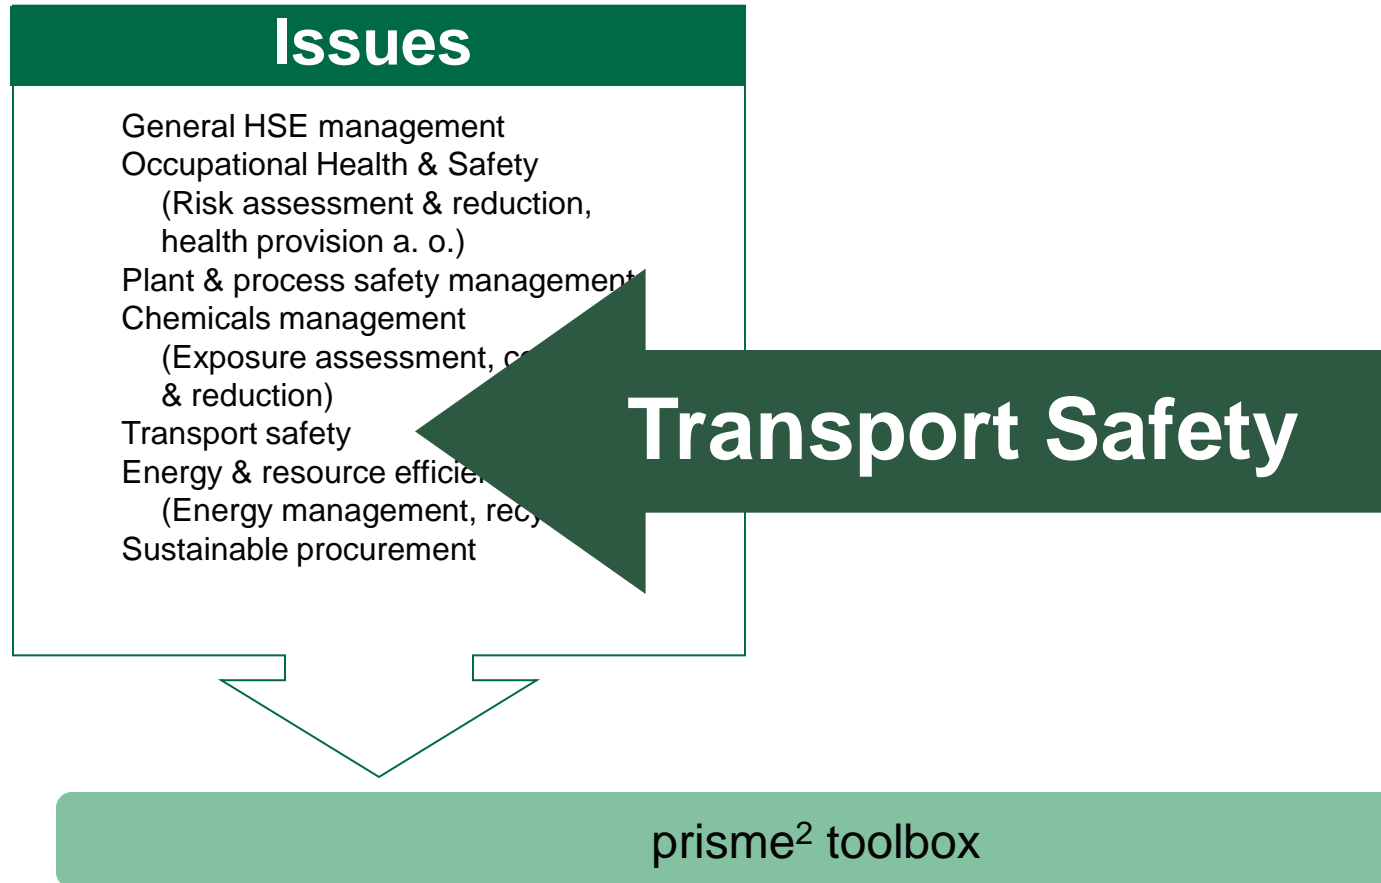 Issues
General HSE management
Occupational Health & Safety
(Risk assessment & reduction,
health provision a. o.)
Plant & process safety management
Chemicals management
(Exposure assessment,
& reduction)
Transport safety
Energy & resource
(Energy management,
Sustainable procurement
Transport Safety
prisme² toolbox